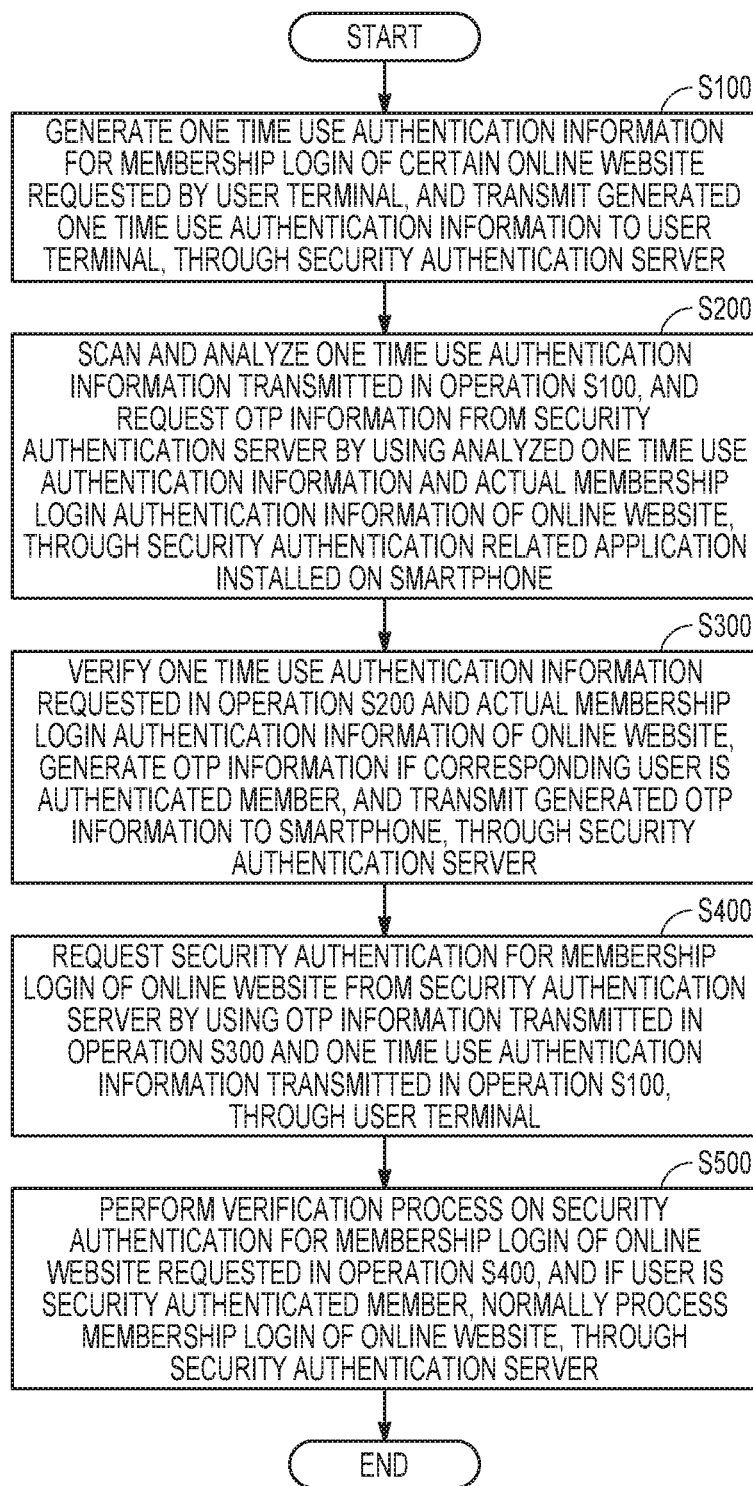 START
S100
GENERATE ONE TIME USE AUTHENTICATION INFORMATION
FOR MEMBERSHIP LOGIN OF CERTAIN ONLINE WEBSITE
REQUESTED BY USER TERMINAL, AND TRANSMIT GENERATED
ONE TIME USE AUTHENTICATION INFORMATION TO USER
TERMINAL, THROUGH SECURITY AUTHENTICATION SERVER
S200
SCAN AND ANALYZE ONE TIME USE AUTHENTICATION
INFORMATION TRANSMITTED IN OPERATION S100, AND
REQUEST OTP INFORMATION FROM SECURITY
AUTHENTICATION SERVER BY USING ANALYZED ONE TIME USE
AUTHENTICATION INFORMATION AND ACTUAL MEMBERSHIP
LOGIN AUTHENTICATION INFORMATION OF ONLINE WEBSITE,
THROUGH SECURITY AUTHENTICATION RELATED APPLICATION
INSTALLED ON SMARTPHONE
S300
VERIFY ONE TIME USE AUTHENTICATION INFORMATION
REQUESTED IN OPERATION S200 AND ACTUAL MEMBERSHIP
LOGIN AUTHENTICATION INFORMATION OF ONLINE WEBSITE,
GENERATE OTP INFORMATION IF CORRESPONDING USER IS
AUTHENTICATED MEMBER, AND TRANSMIT GENERATED OTP
INFORMATION TO SMARTPHONE, THROUGH SECURITY
AUTHENTICATION SERVER
S400
REQUEST SECURITY AUTHENTICATION FOR MEMBERSHIP
LOGIN OF ONLINE WEBSITE FROM SECURITY AUTHENTICATION
SERVER BY USING OTP INFORMATION TRANSMITTED IN
OPERATION S300 AND ONE TIME USE AUTHENTICATION
INFORMATION TRANSMITTED IN OPERATION S100,
THROUGH USER TERMINAL
S500
PERFORM VERIFICATION PROCESS ON SECURITY
AUTHENTICATION FOR MEMBERSHIP LOGIN OF ONLINE
WEBSITE REQUESTED IN OPERATION S400, AND IF USER IS
SECURITY AUTHENTICATED MEMBER, NORMALLY PROCESS
MEMBERSHIP LOGIN OF ONLINE WEBSITE, THROUGH
SECURITY AUTHENTICATION SERVER
END